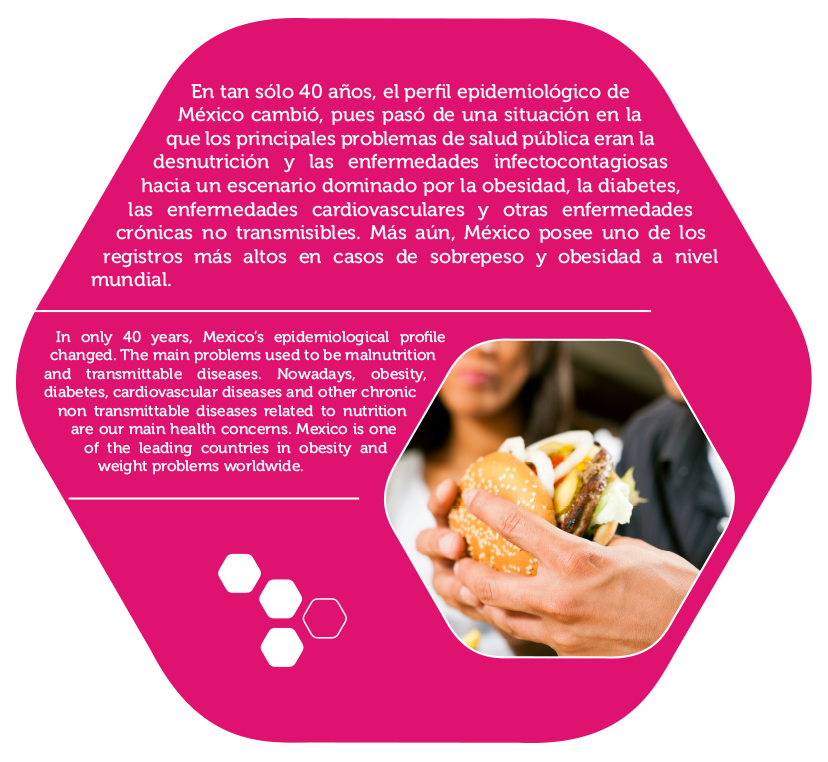 En tan sólo 40 años, el perfil epidemiológico de
México cambió, pues pasó de una situación en la
que los principales problemas de salud pública eran la
desnutrición y las enfermedades infectocontagiosas
hacia un escenario dominado por la obesidad, la diabetes,
las enfermedades cardiovasculares y otras enfermedades
crónicas no transmisibles. Más aún, México posee uno de los
registros más altos en casos de sobrepeso y obesidad a nivel
mundial.
In only 40 years, Mexico's epidemiological profile
changed. The main problems used to be malnutrition
and transmittable diseases. Nowadays, obesity,
diabetes, cardiovascular diseases and other chronic
non transmittable diseases related to nutrition
are our main health concerns. Mexico is one
of the leading countries in obesity and
weight problems worldwide.